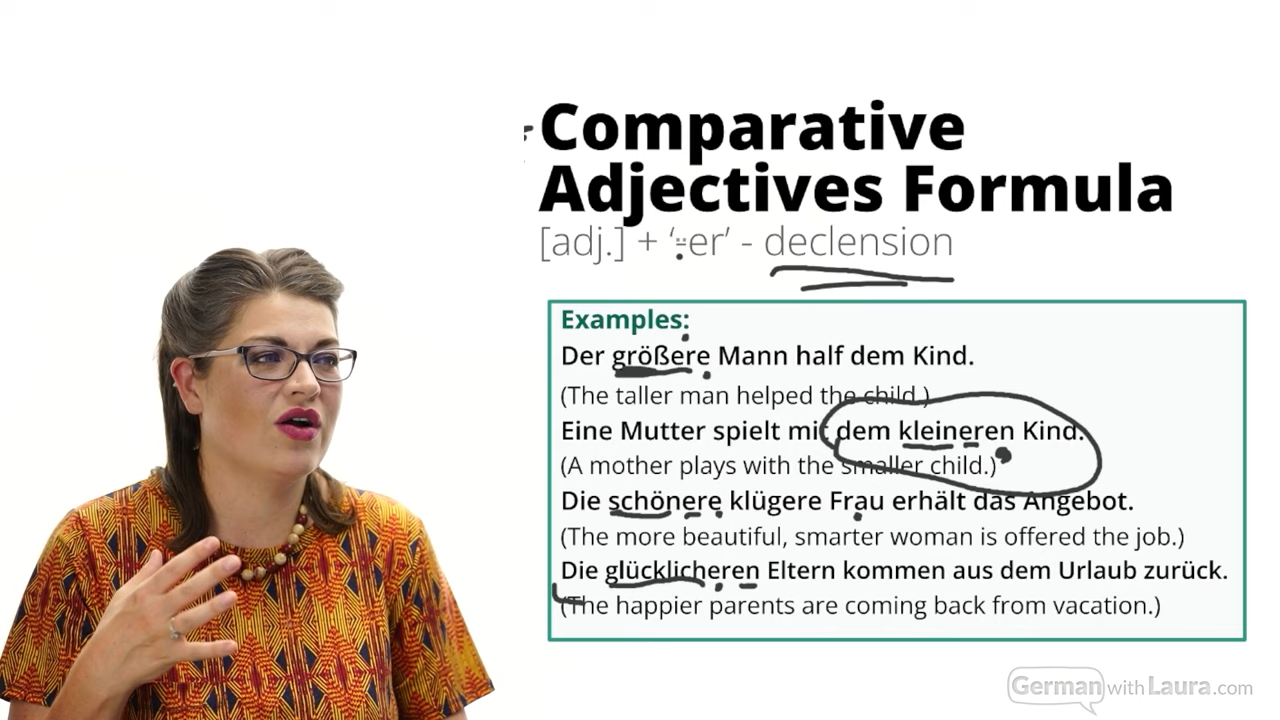 Comparative
Adjectives Formula
[adj.] + '⸚er' - declension
Examples:
Der größere Mann half dem Kind.
(The taller man helped the child.)
Eine Mutter spielt mit dem kleineren Kind.
(A mother plays with the smaller child.)
Die schönere klügere Frau erhält das Angebot.
(The more beautiful, smarter woman is offered the job.)
Die glücklicheren Eltern kommen aus dem Urlaub zurück.
(The happier parents are coming back from vacation.)
German with Laura.com